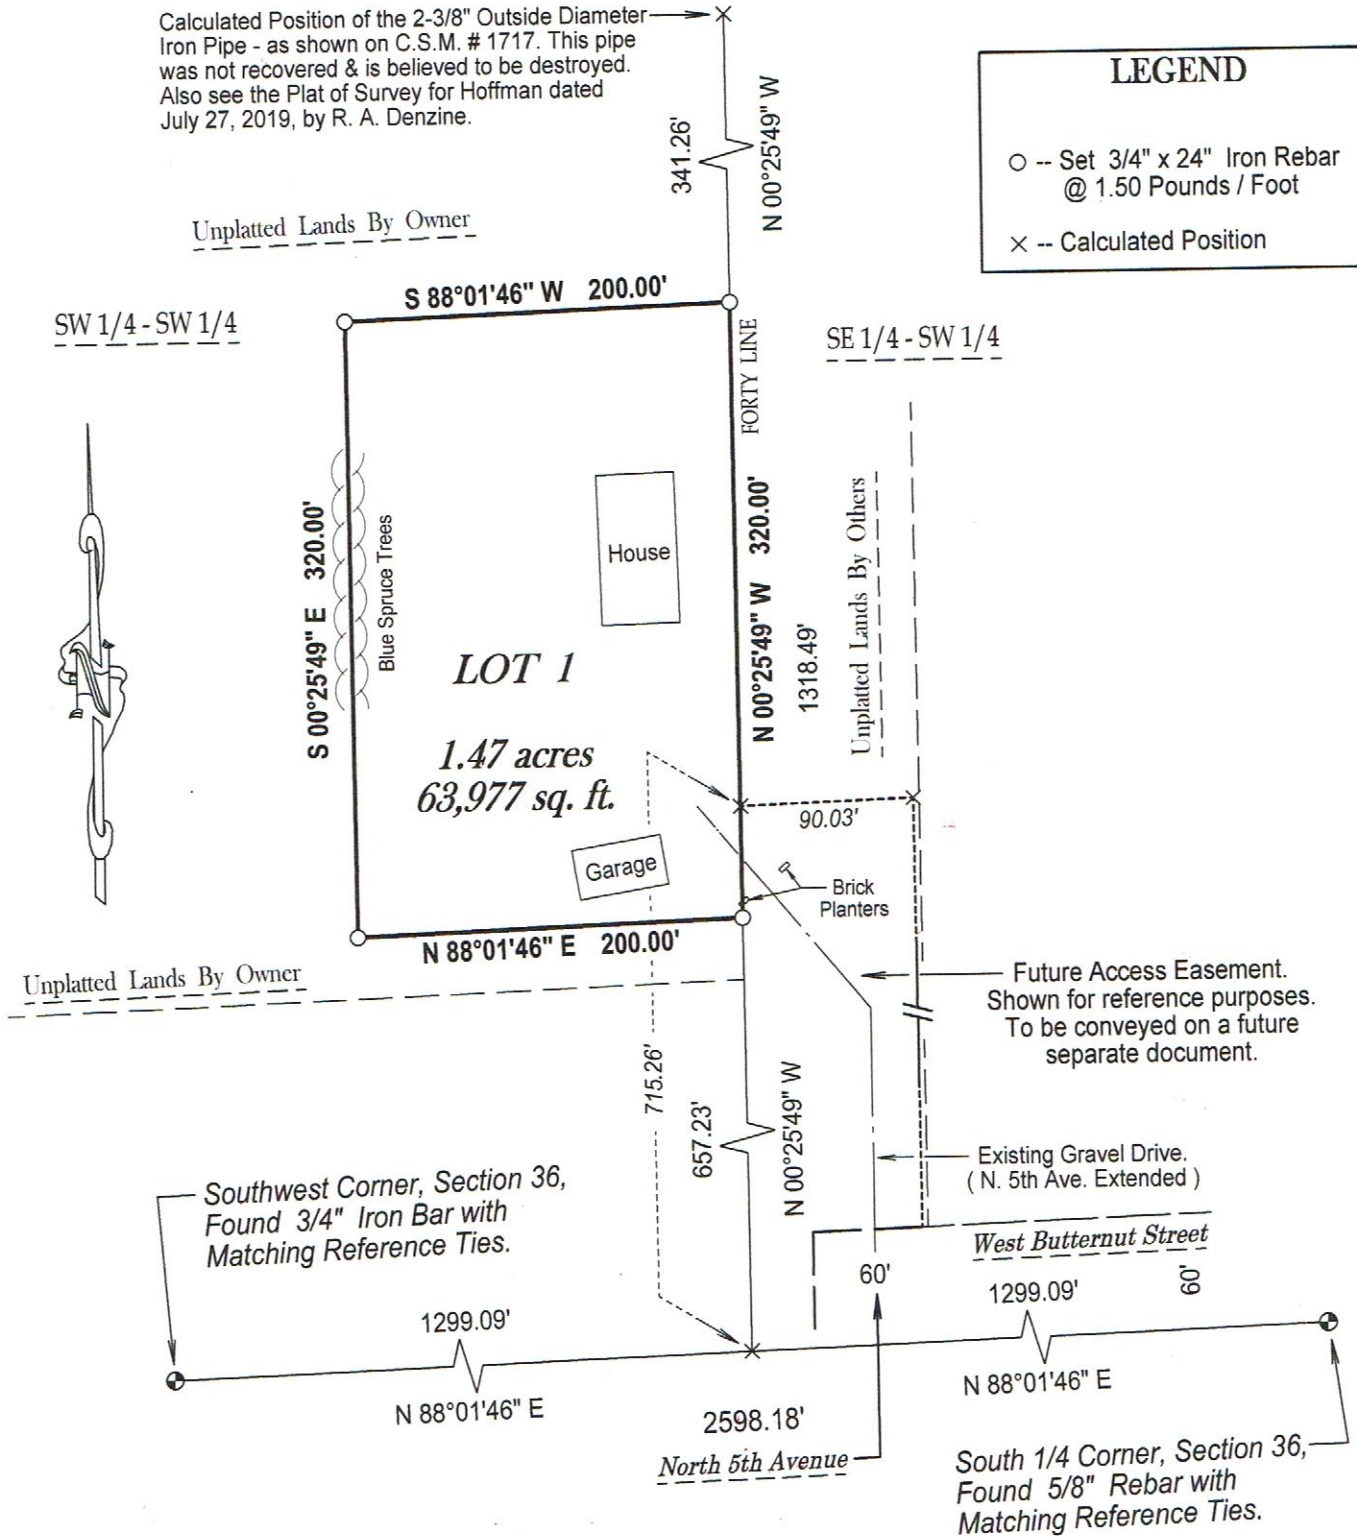 Calculated Position of the 2-3/8" Outside Diameter
Iron Pipe - as shown on C.S.M. # 1717. This pipe
was not recovered & is believed to be destroyed.
Also see the Plat of Survey for Hoffman dated
July 27, 2019, by R. A. Denzine.
LEGEND
-- Set 3/4" x 24" Iron Rebar
@ 1.50 Pounds / Foot
-- Calculated Position
341.26'
N 00°25'49" W
Unplatted Lands By Owner
S 88°01'46" W 200.00'
SW 1/4 - SW 1/4
FORTY LINE
SE 1/4 - SW 1/4
S 00°25'49" E 320.00'
Blue Spruce Trees
House
N 00°25'49" W 320.00'
1318.49'
Unplatted Lands By Others
LOT 1
1.47 acres
63,977 sq. ft.
90.03'
Garage
Brick
Planters
N 88°01'46" E 200.00'
Unplatted Lands By Owner
Future Access Easement.
Shown for reference purposes.
To be conveyed on a future
separate document.
715.26'
657.23'
N 00°25'49" W
Existing Gravel Drive.
( N. 5th Ave. Extended )
Southwest Corner, Section 36,
Found 3/4" Iron Bar with
Matching Reference Ties.
West Butternut Street
60'
60'
1299.09'
1299.09'
N 88°01'46" E
N 88°01'46" E
2598.18'
North 5th Avenue
South 1/4 Corner, Section 36,
Found 5/8" Rebar with
Matching Reference Ties.